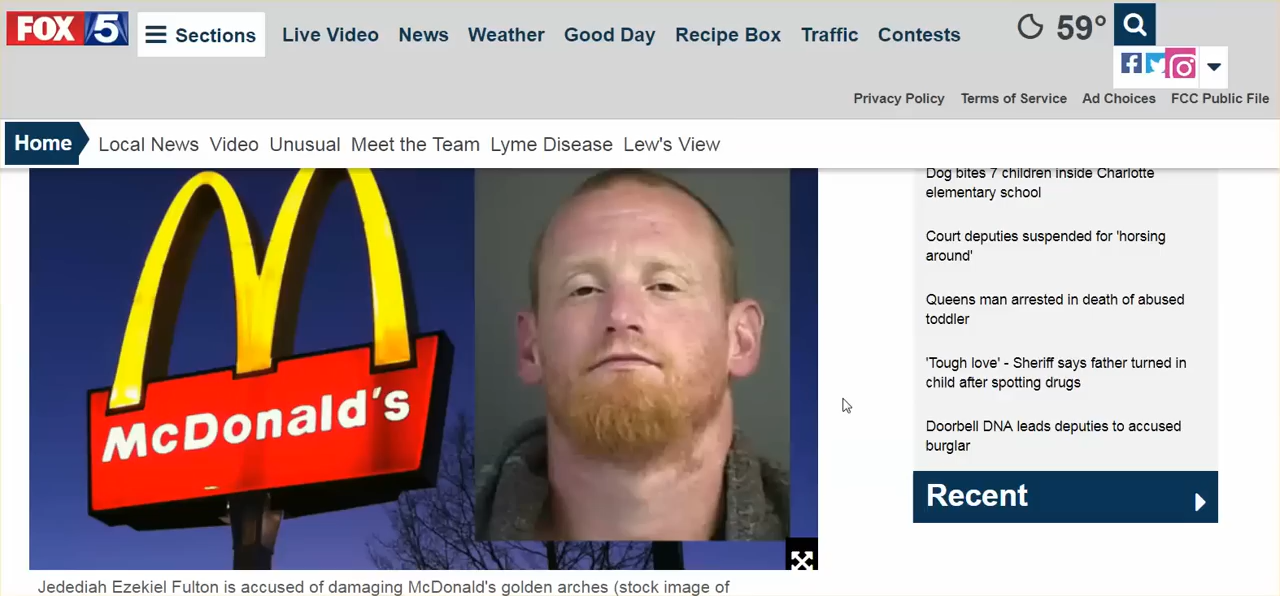 FOX 5
Sections
Live Video
News
Weather
Good Day
Recipe Box
Traffic
Contests
59°
Privacy Policy
Terms of Service
Ad Choices
FCC Public File
Home
Local News
Video
Unusual
Meet the Team
Lyme Disease
Lew's View
McDonald's
Jedediah Ezekiel Fulton is accused of damaging McDonald's golden arches (stock image of
Dog bites 7 children inside Charlotte
elementary school
Court deputies suspended for 'horsing
around'
Queens man arrested in death of abused
toddler
'Tough love' - Sheriff says father turned in
child after spotting drugs
Doorbell DNA leads deputies to accused
burglar
Recent